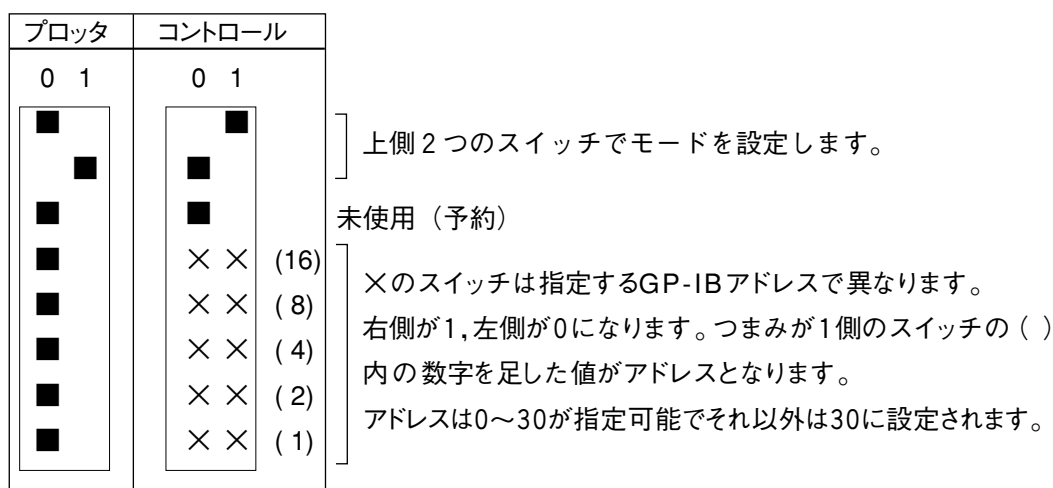 プロッタ コントロール
0 1 0 1
上側2つのスイッチでモードを設定します。
未使用（予約）
× × (16)
× × ( 8)
× × ( 4)
× × ( 2)
× × ( 1)
×のスイッチは指定するGP-IBアドレスで異なります。
右側が1,左側が0になります。つまみが1側のスイッチの（ ）
内の数字を足した値がアドレスとなります。
アドレスは0～30が指定可能でそれ以外は30に設定されます。